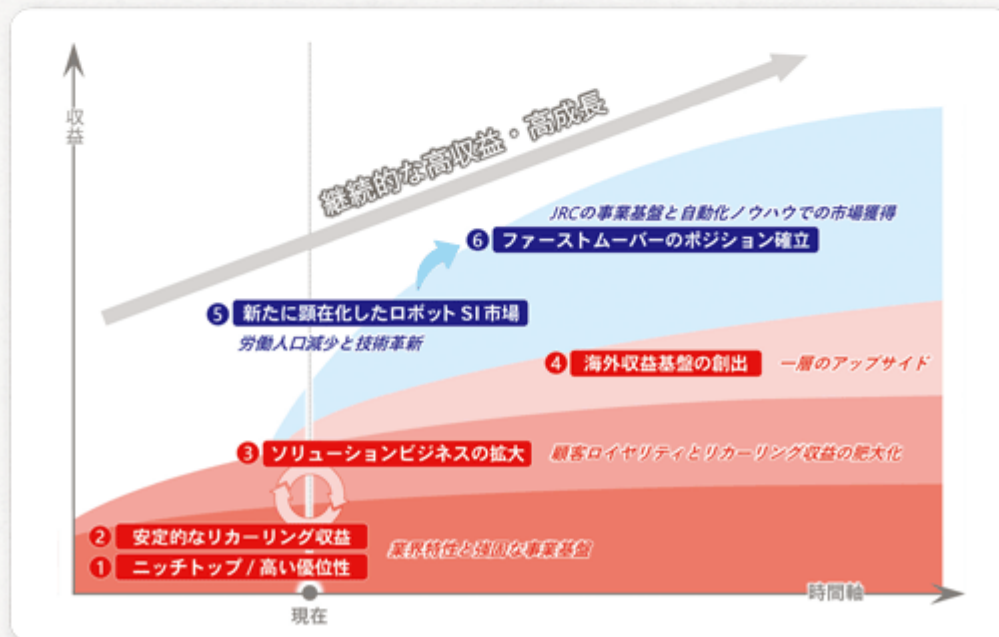 収益
継続的な高収益・高成長
JRCの事業基盤と自動化ノウハウでの市場獲得
6 ファーストムーバーのポジション確立
5 新たに顕在化したロボットSI市場
労働人口減少と技術革新
4 海外収益基盤の創出 一層のアップサイド
3 ソリューションビジネスの拡大 顧客ロイヤリティとリカーリング収益の肥大化
2 安定的なリカーリング収益
業界特性と強固な事業基盤
1 ニッチトップ/高い優位性
時間軸
現在